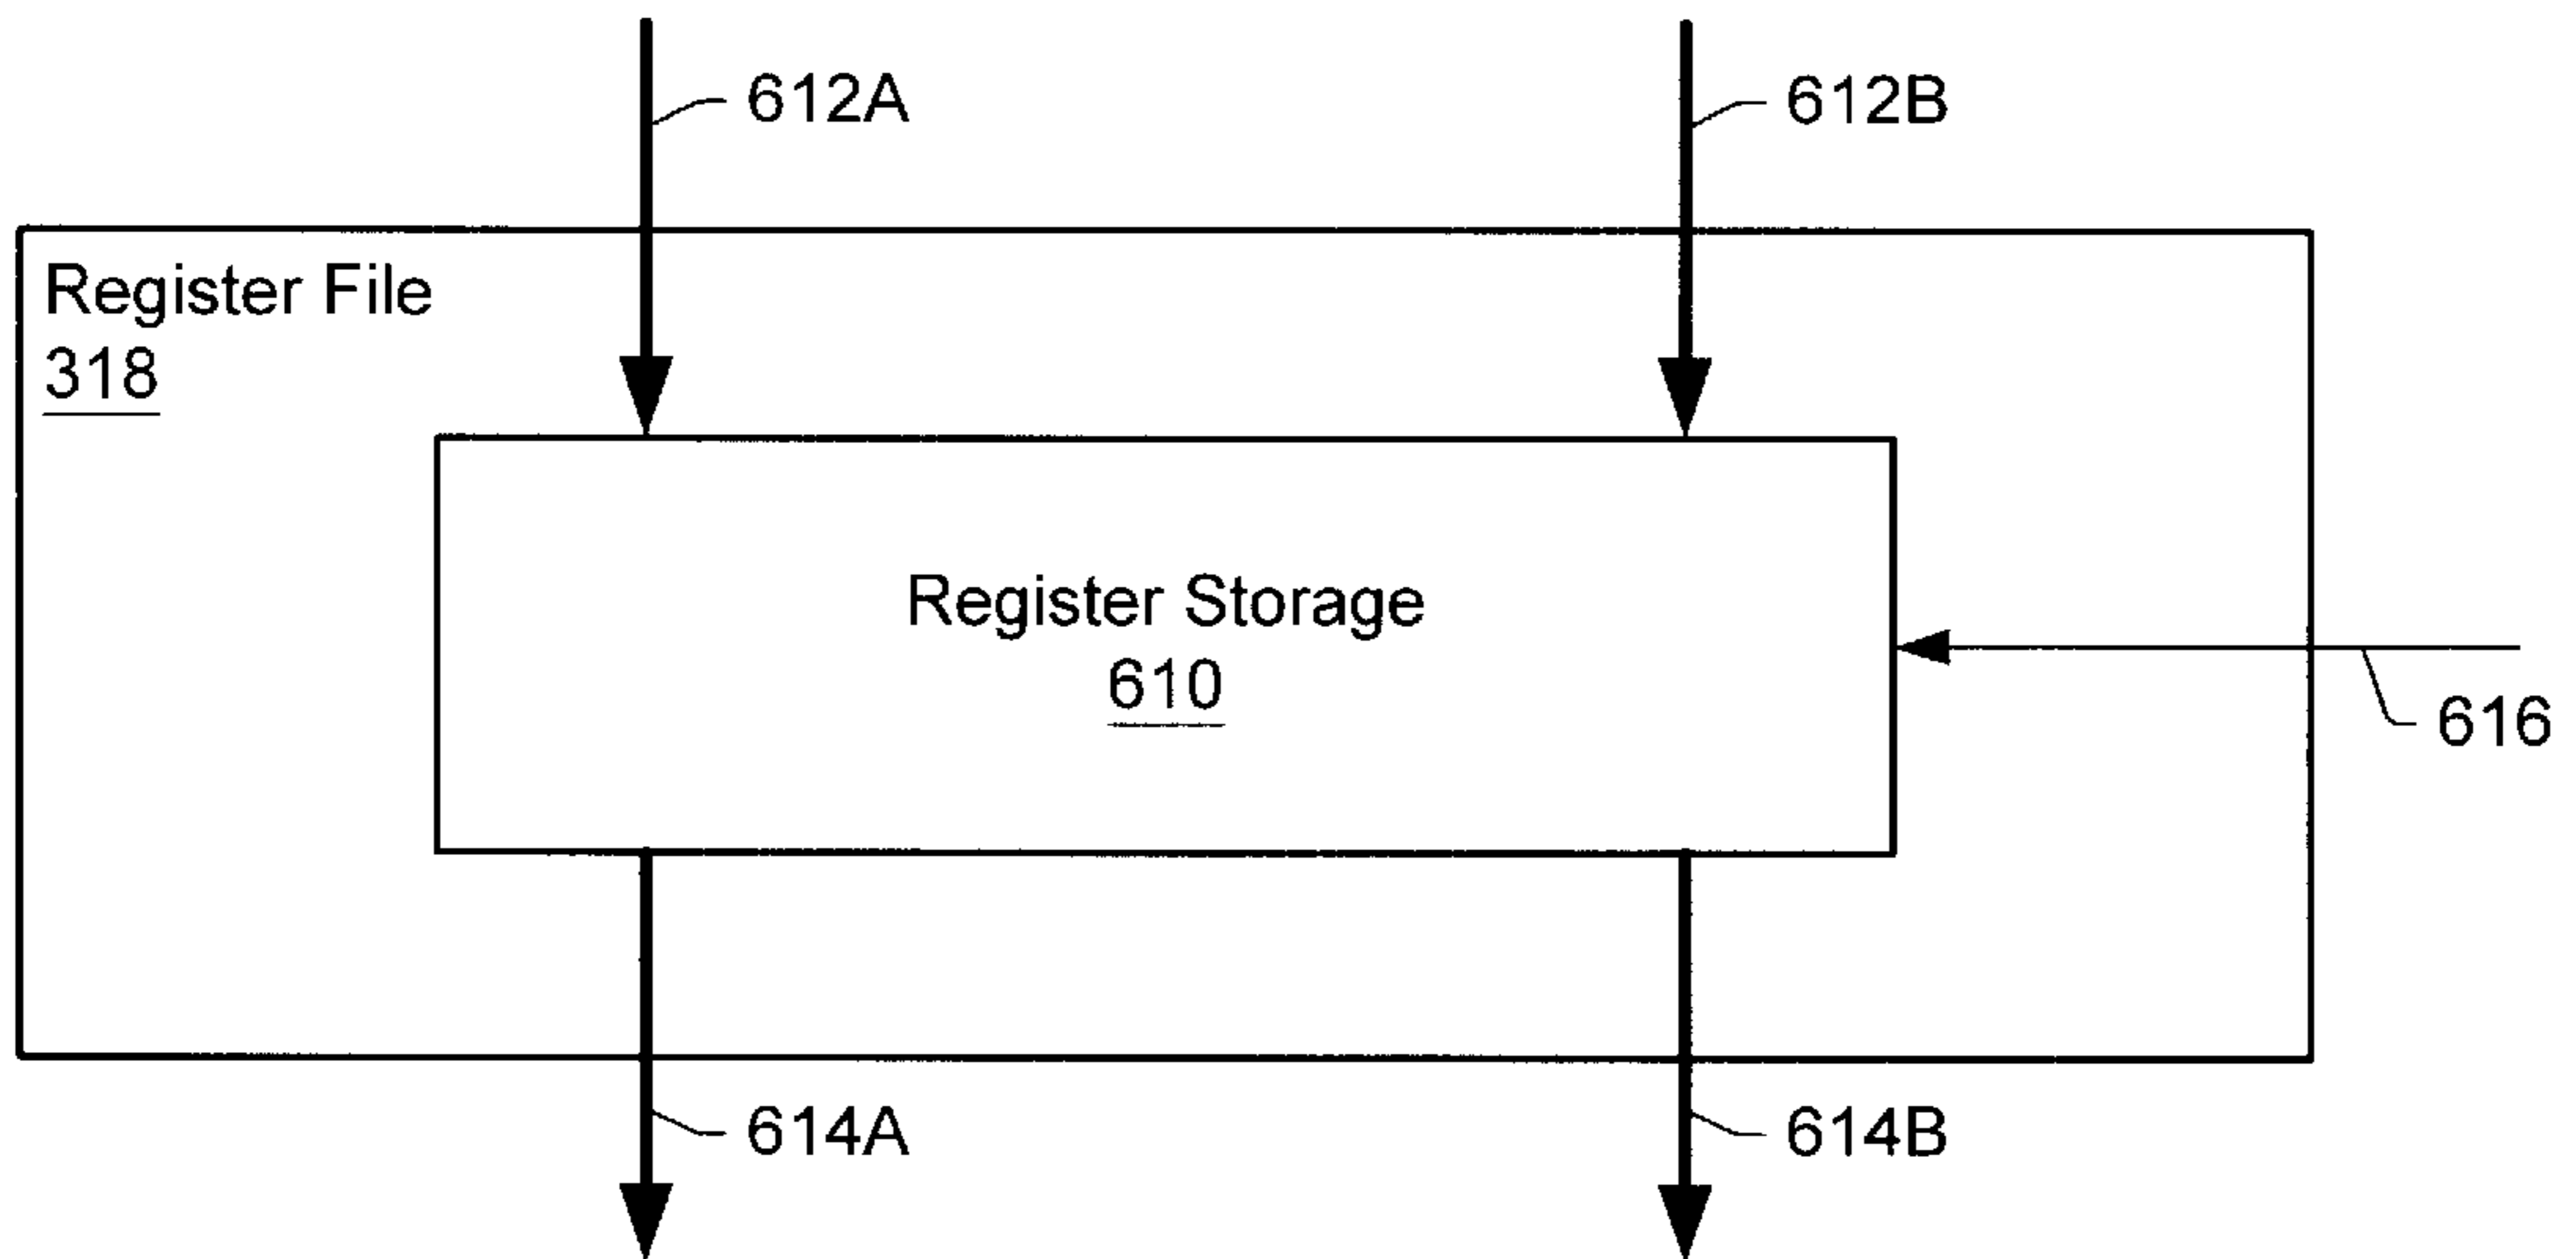 612A
612B
Register File
318
Register Storage
610
616
614A
614B